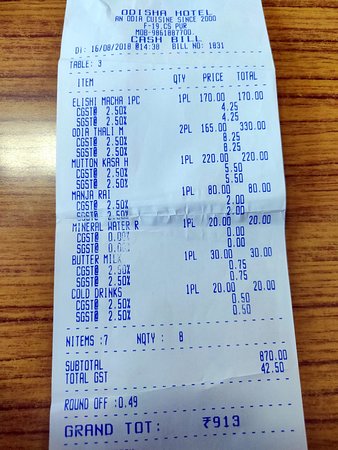 ODISHA HOTEL
AN ODIA CUISINE SINCE 2000
F-19.CS PUR
MOB-9861887700.
CASH BILL
DI: 16/08/2018 @14:38 BILL NO: 1831
TABLE: 3
ITEM QTY PRICE TOTAL
ELISHI MACHA 1PC 1PL 170.00 170.00
CGST@ 2.50% 4.25
SGST@ 2.50% 4.25
ODIA THALI M 2PL 165.00 330.00
CGST@ 2.50% 8.25
SGST@ 2.50% 8.25
MUTTON KASA H 1PL 220.00 220.00
CGST@ 2.50% 5.50
SGST@ 2.50% 5.50
MANJA RAI 1PL 80.00 80.00
CGST@ 2.50% 2.00
SGST@ 2.50% 2.00
MINERAL WATER R 1PL 20.00 20.00
CGST@ 0.00% 0.00
SGST@ 0.00% 0.00
BUTTER MILK 1PL 30.00 30.00
CGST@ 2.50% 0.75
SGST@ 2.50% 0.75
COLD DRINKS 1PL 20.00 20.00
CGST@ 2.50% 0.50
SGST@ 2.50% 0.50
NITEMS :7 NQTY : 8
SUBTOTAL 870.00
TOTAL GST 42.50
ROUND OFF :0.49
GRAND TOT: ₹913